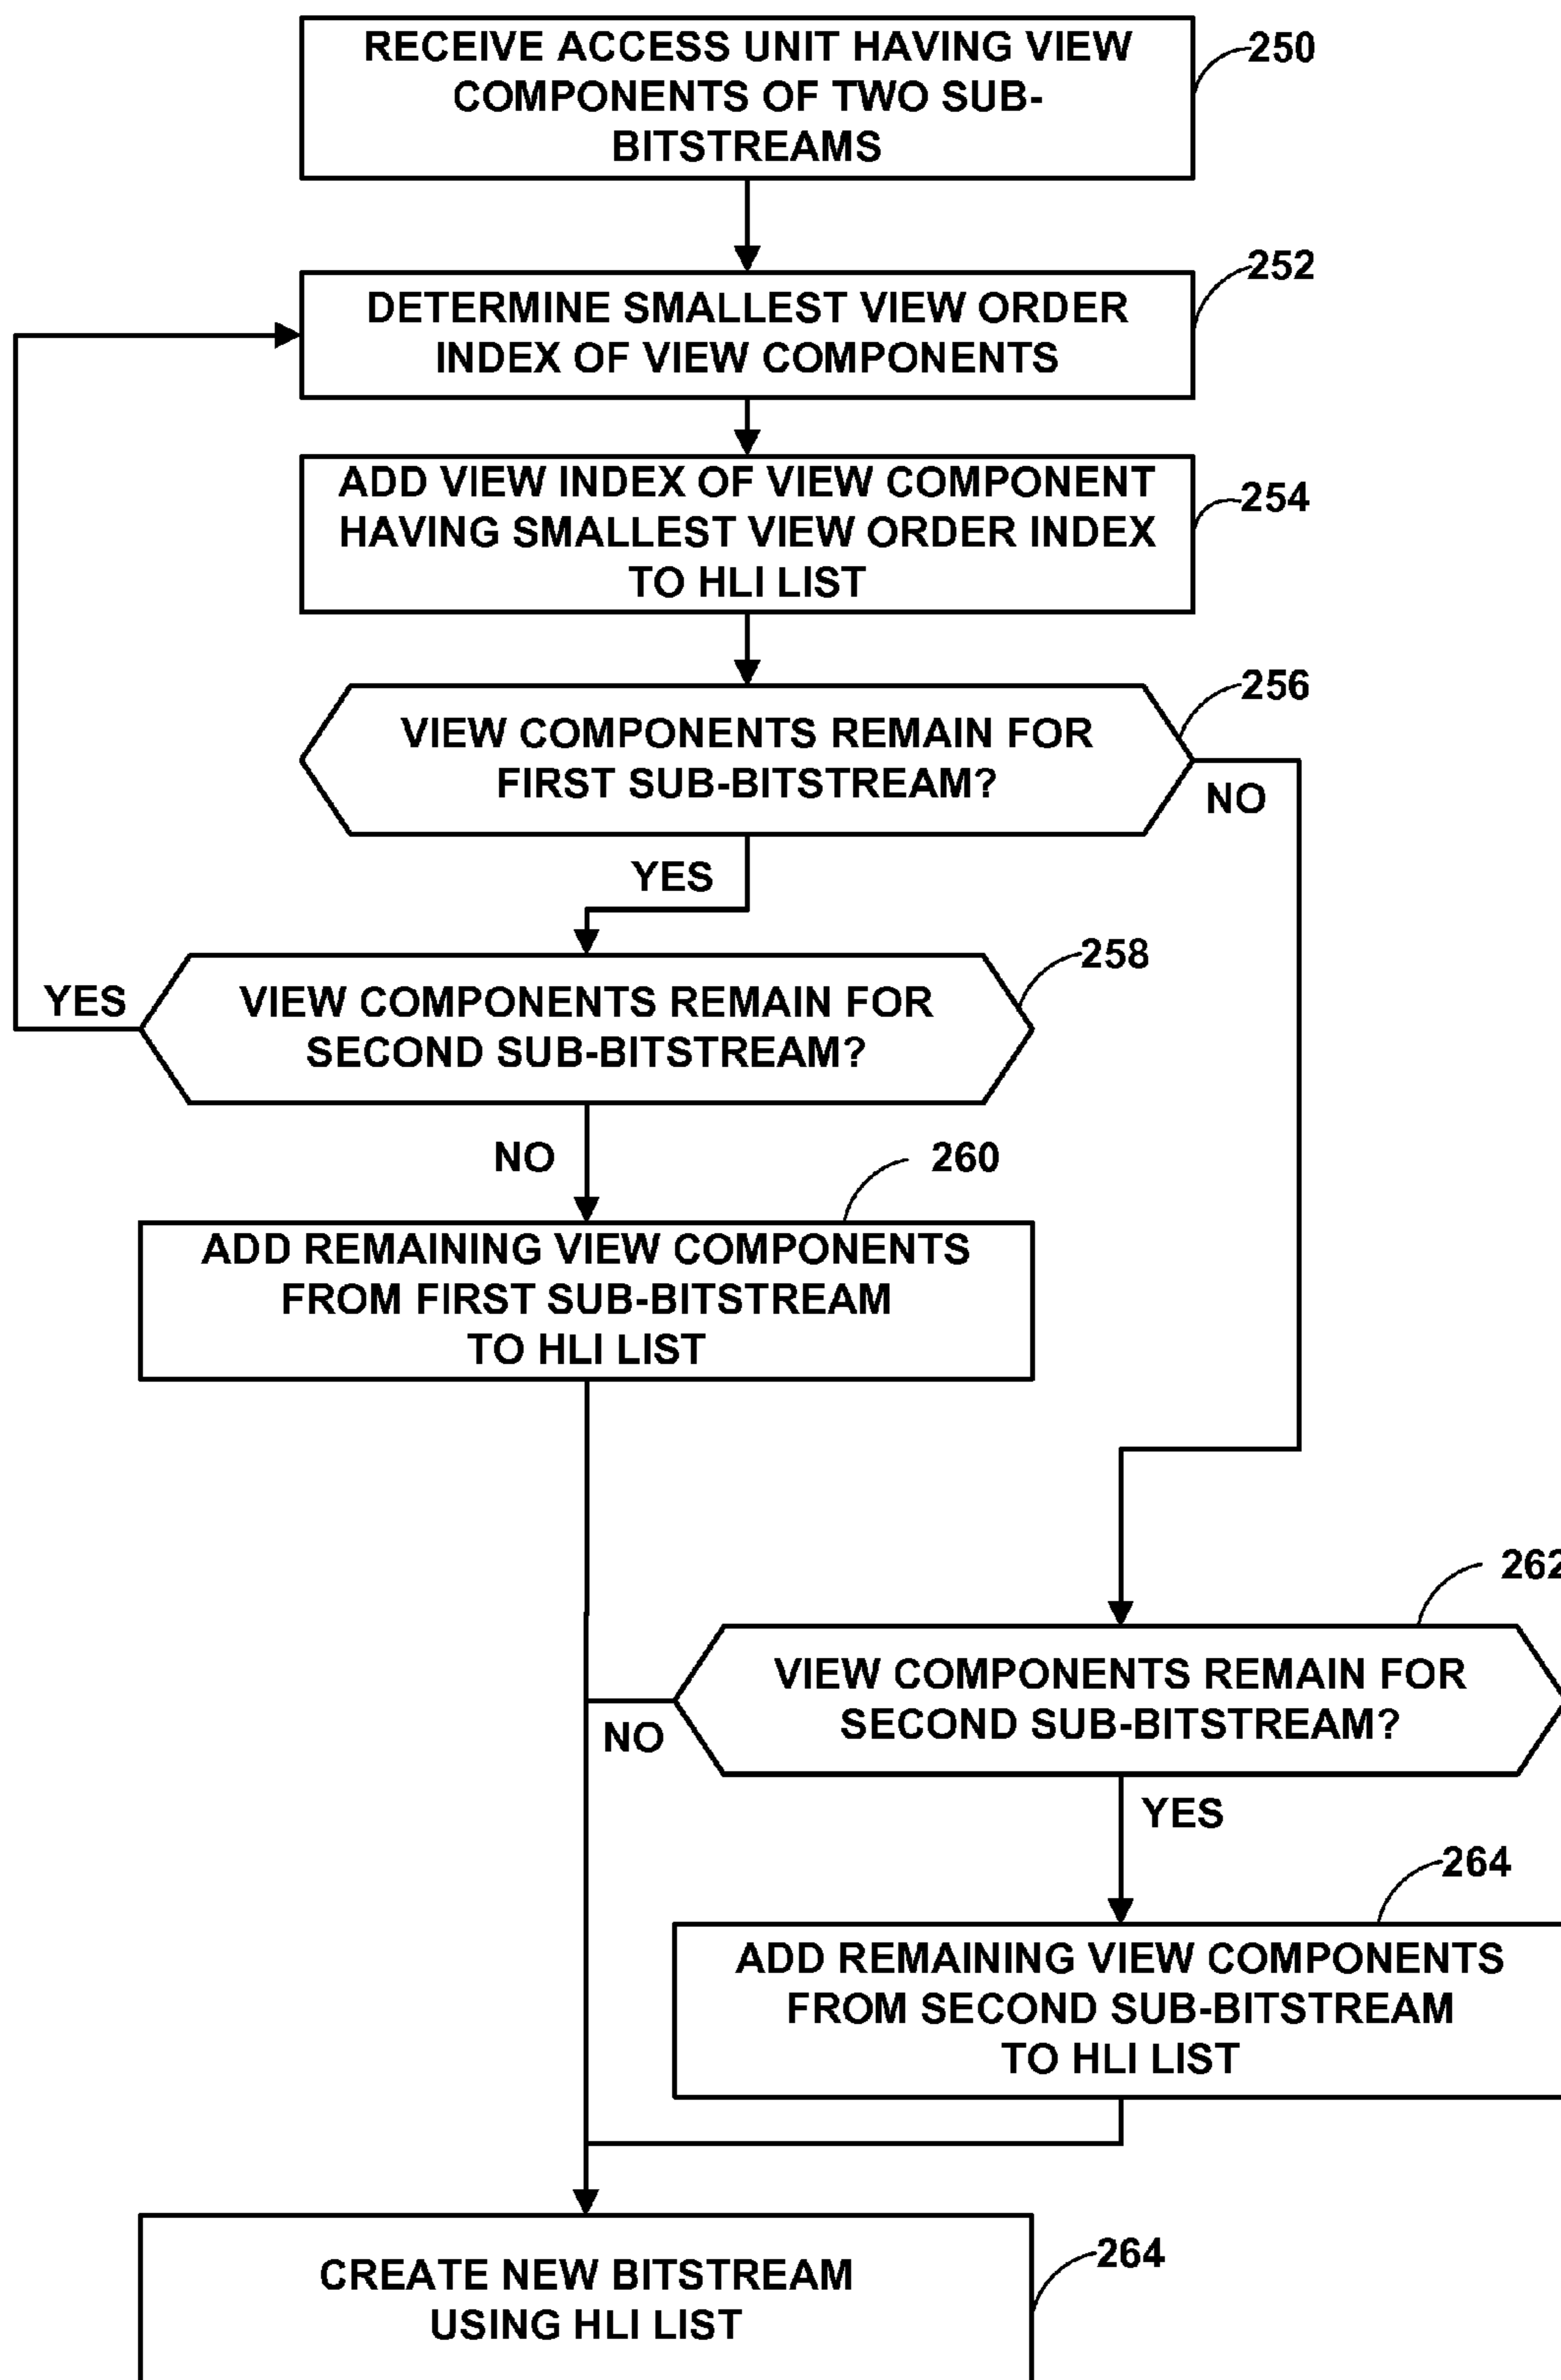 RECEIVE ACCESS UNIT HAVING VIEW
COMPONENTS OF TWO SUB-
BITSTREAMS
250
252
DETERMINE SMALLEST VIEW ORDER
INDEX OF VIEW COMPONENTS
ADD VIEW INDEX OF VIEW COMPONENT
HAVING SMALLEST VIEW ORDER INDEX
TO HLI LIST
254
256
VIEW COMPONENTS REMAIN FOR
FIRST SUB-BITSTREAM?
NO
YES
258
VIEW COMPONENTS REMAIN FOR
SECOND SUB-BITSTREAM?
YES
NO
260
ADD REMAINING VIEW COMPONENTS
FROM FIRST SUB-BITSTREAM
TO HLI LIST
262
VIEW COMPONENTS REMAIN FOR
SECOND SUB-BITSTREAM?
NO
YES
264
ADD REMAINING VIEW COMPONENTS
FROM SECOND SUB-BITSTREAM
TO HLI LIST
264
CREATE NEW BITSTREAM
USING HLI LIST